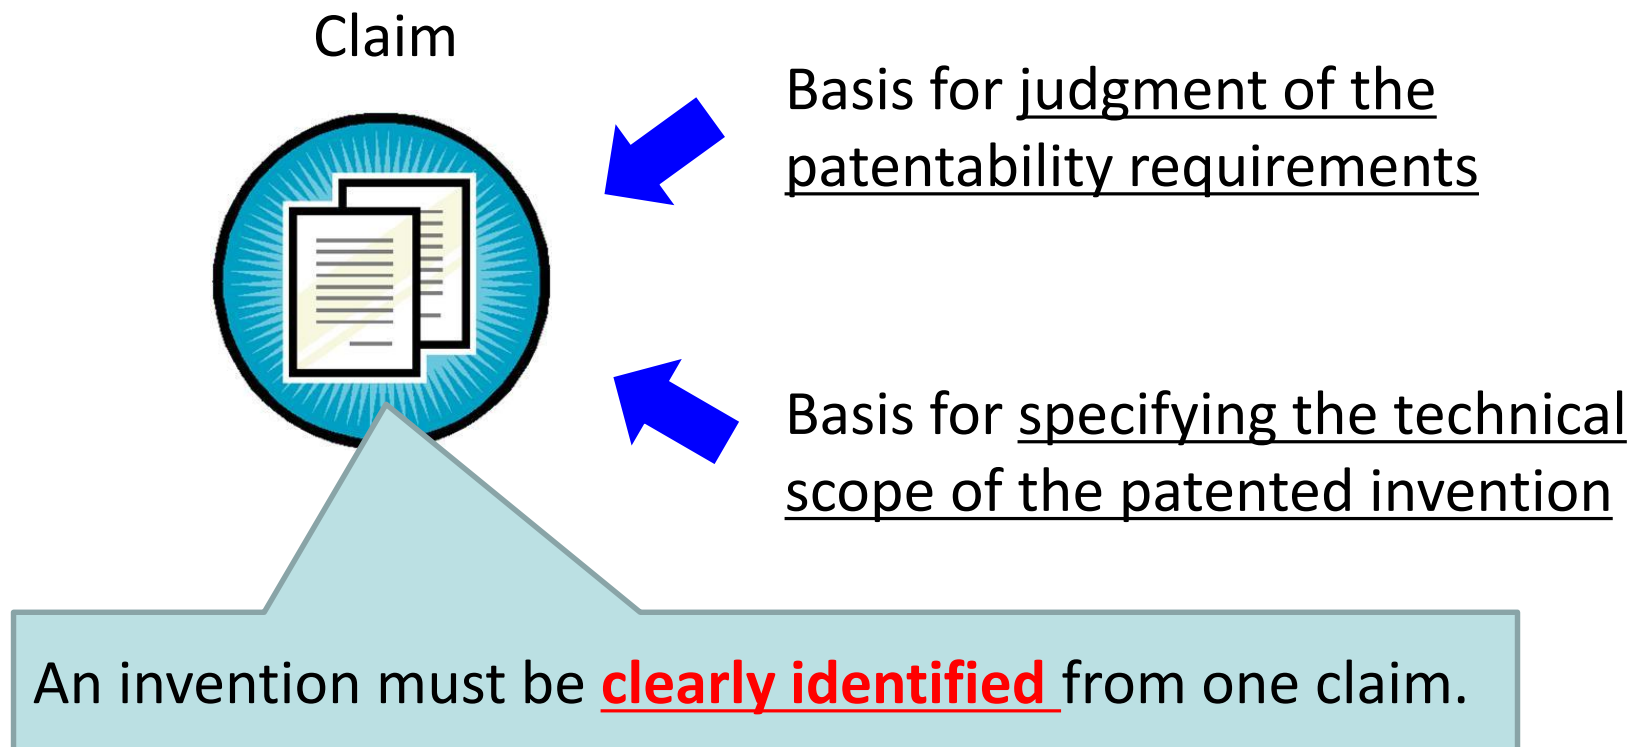 Claim
Basis for judgment of the
patentability requirements
Basis for specifying the technical
scope of the patented invention
An invention must be clearly identified from one claim.